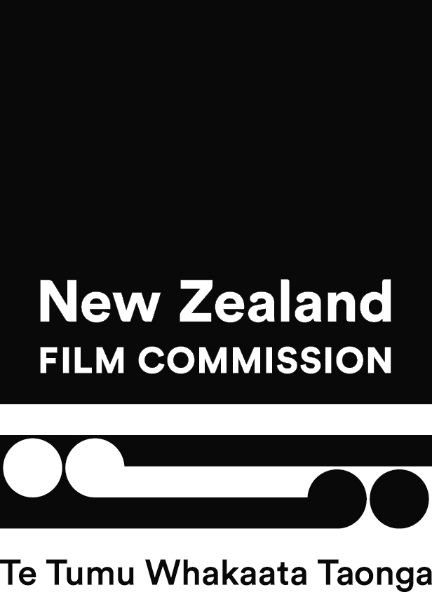 New Zealand
FILM COMMISSION
Te Tumu Whakaata Taonga